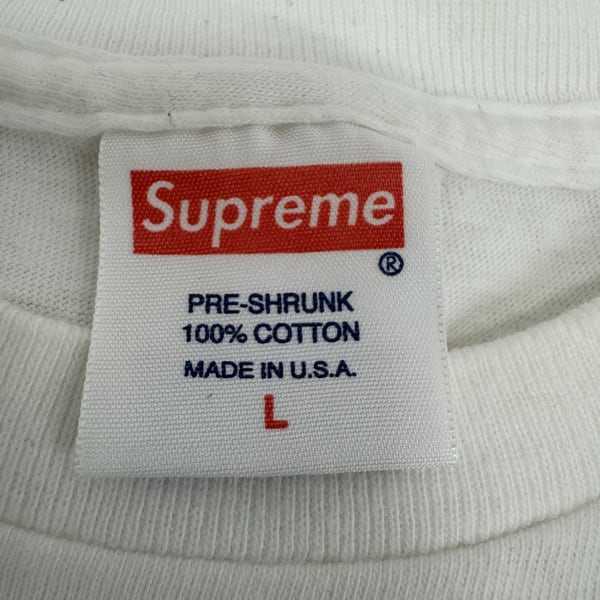 Supreme
®
PRE-SHRUNK
100% COTTON
MADE IN U.S.A.
L